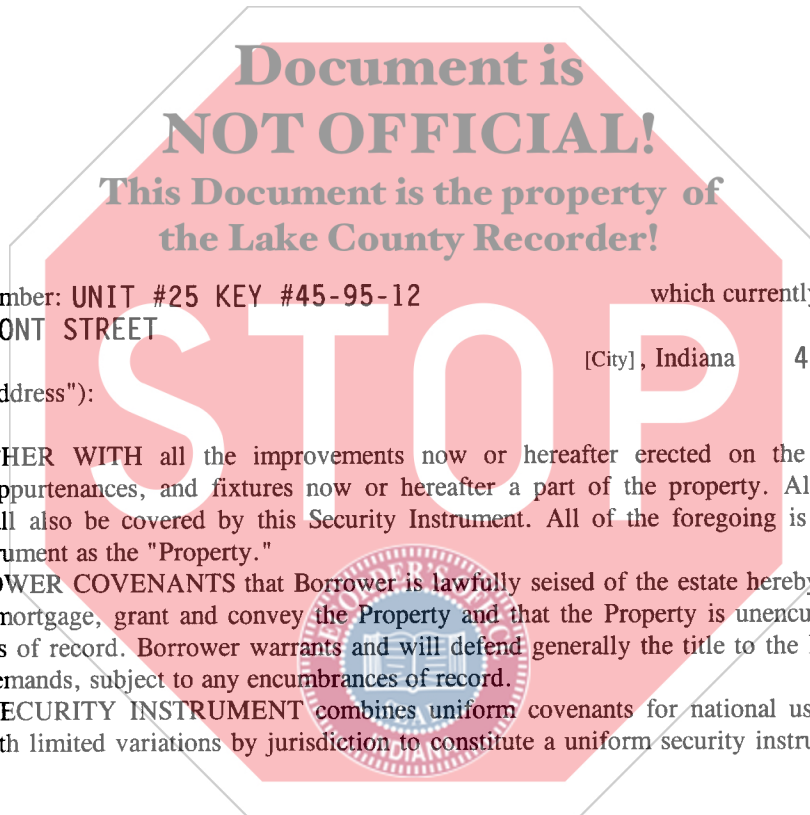 Document is
NOT OFFICIAL!
This Document is the property of
the Lake County Recorder!
mber: UNIT #25 KEY #45-95-12 which currently
ONT STREET
[City], Indiana 4
ddress"):
STOP
HER WITH all the improvements now or hereafter erected on the
ppurtenances, and fixtures now or hereafter a part of the property. Al
ll also be covered by this Security Instrument. All of the foregoing is
rument as the "Property."
OWER COVENANTS that Borrower is lawfully seised of the estate hereby
mortgage, grant and convey the Property and that the Property is unencu
s of record. Borrower warrants and will defend generally the title to the
emands, subject to any encumbrances of record.
ECURITY INSTRUMENT combines uniform covenants for national us
th limited variations by jurisdiction to constitute a uniform security instru
RECORDER'S OFFICE
INDIANA